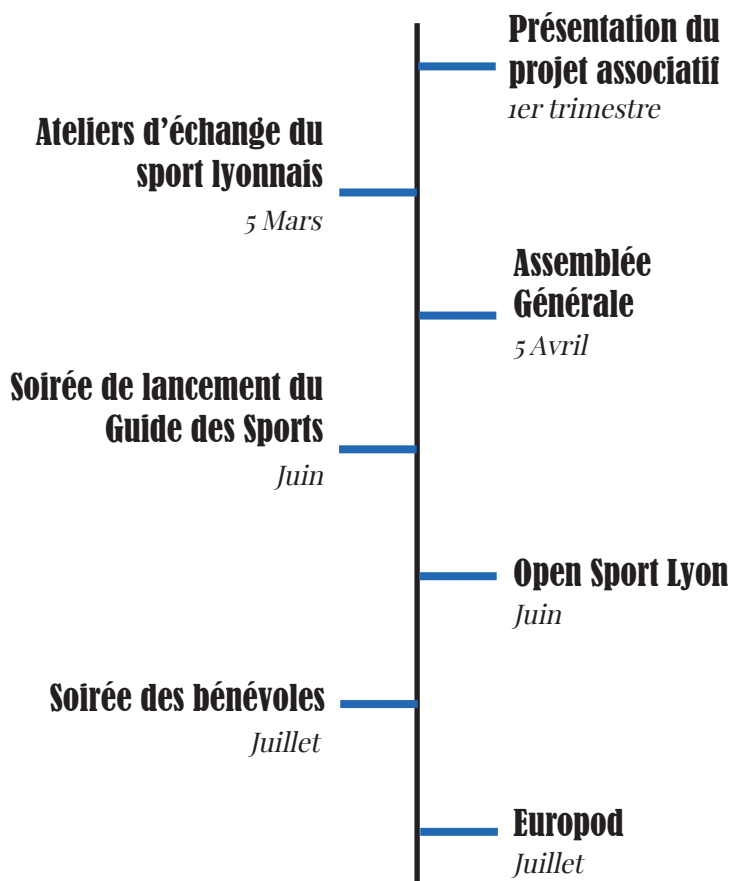 Présentation du
projet associatif
1er trimestre
Ateliers d'échange du
sport lyonnais
5 Mars
Assemblée
Générale
5 Avril
Soirée de lancement du
Guide des Sports
Juin
Open Sport Lyon
Juin
Soirée des bénévoles
Juillet
Europod
Juillet